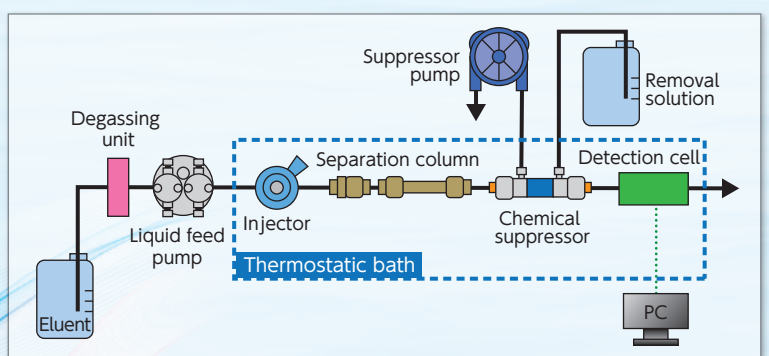 Suppressor
pump
Removal
solution
Degassing
unit
Separation column
Detection cell
Injector
Chemical
suppressor
Liquid feed
pump
Thermostatic bath
Eluent
PC